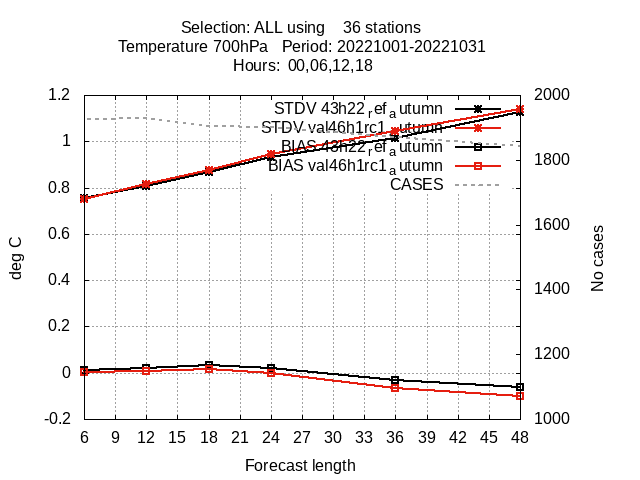 Selection: ALL using    36 stations
Temperature 700hPa   Period: 20221001-20221031
Hours:  00,06,12,18
1.2
1
0.8
0.6
0.4
0.2
0
-0.2
deg C
STDV 43h22_ref_autumn
STDV val46h1rc1_autumn
BIAS 43h22_ref_autumn
BIAS val46h1rc1_autumn
CASES
2000
1800
1600
1400
1200
1000
No cases
6 9 12 15 18 21 24 27 30 33 36 39 42 45 48
Forecast length